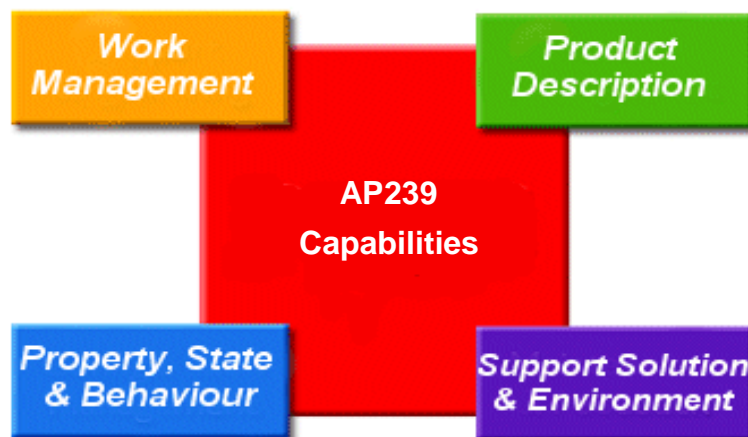 Work
Management
Product
Description
AP239
Capabilities
Property, State
& Behaviour
Support Solution
& Environment